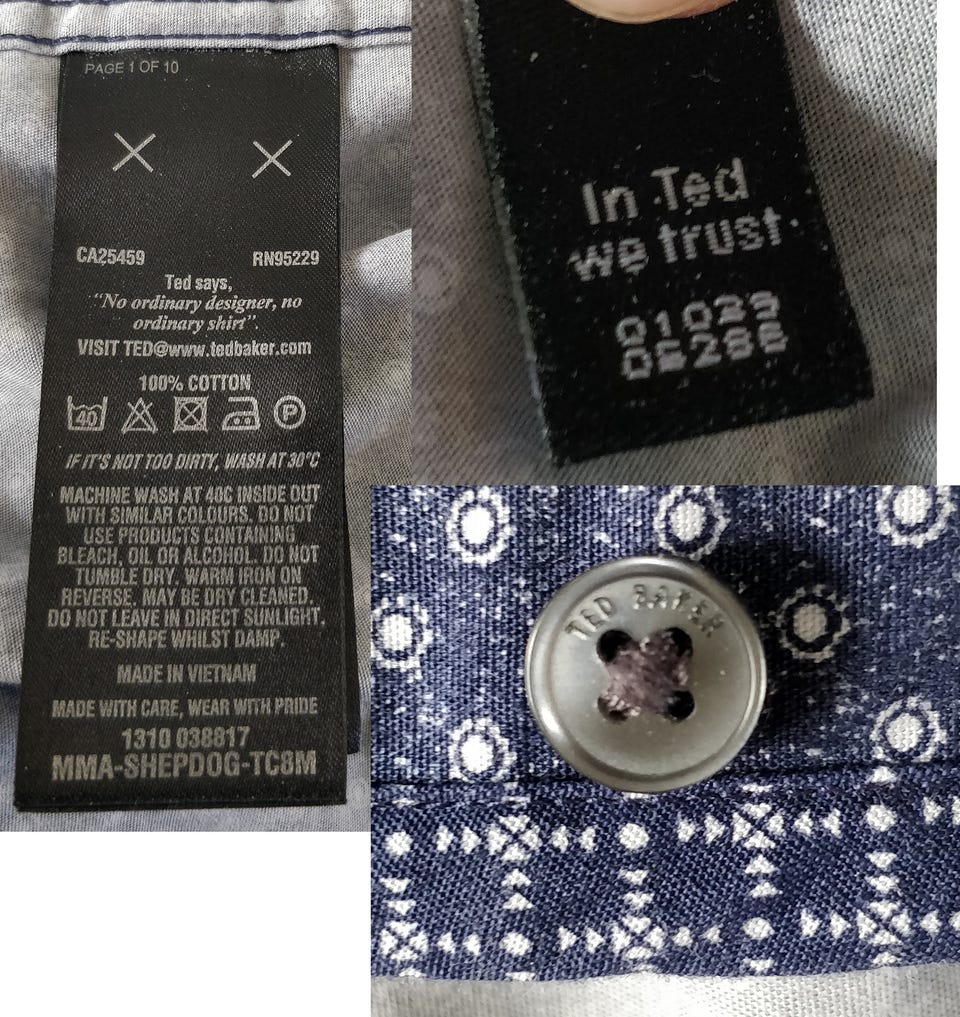 PAGE 1 OF 10
CA25459 RN95229
Ted says,
"No ordinary designer, no
ordinary shirt".
VISIT TED@www.tedbaker.com
100% COTTON
40 P
IF IT'S NOT TOO DIRTY, WASH AT 30°C
MACHINE WASH AT 40C INSIDE OUT
WITH SIMILAR COLOURS. DO NOT
USE PRODUCTS CONTAINING
BLEACH, OIL OR ALCOHOL. DO NOT
TUMBLE DRY. WARM IRON ON
REVERSE. MAY BE DRY CLEANED.
DO NOT LEAVE IN DIRECT SUNLIGHT.
RE-SHAPE WHILST DAMP.
MADE IN VIETNAM
MADE WITH CARE, WEAR WITH PRIDE
1310 038817
MMA-SHEPDOG-TC8M
In Ted
we trust
TED BAKER